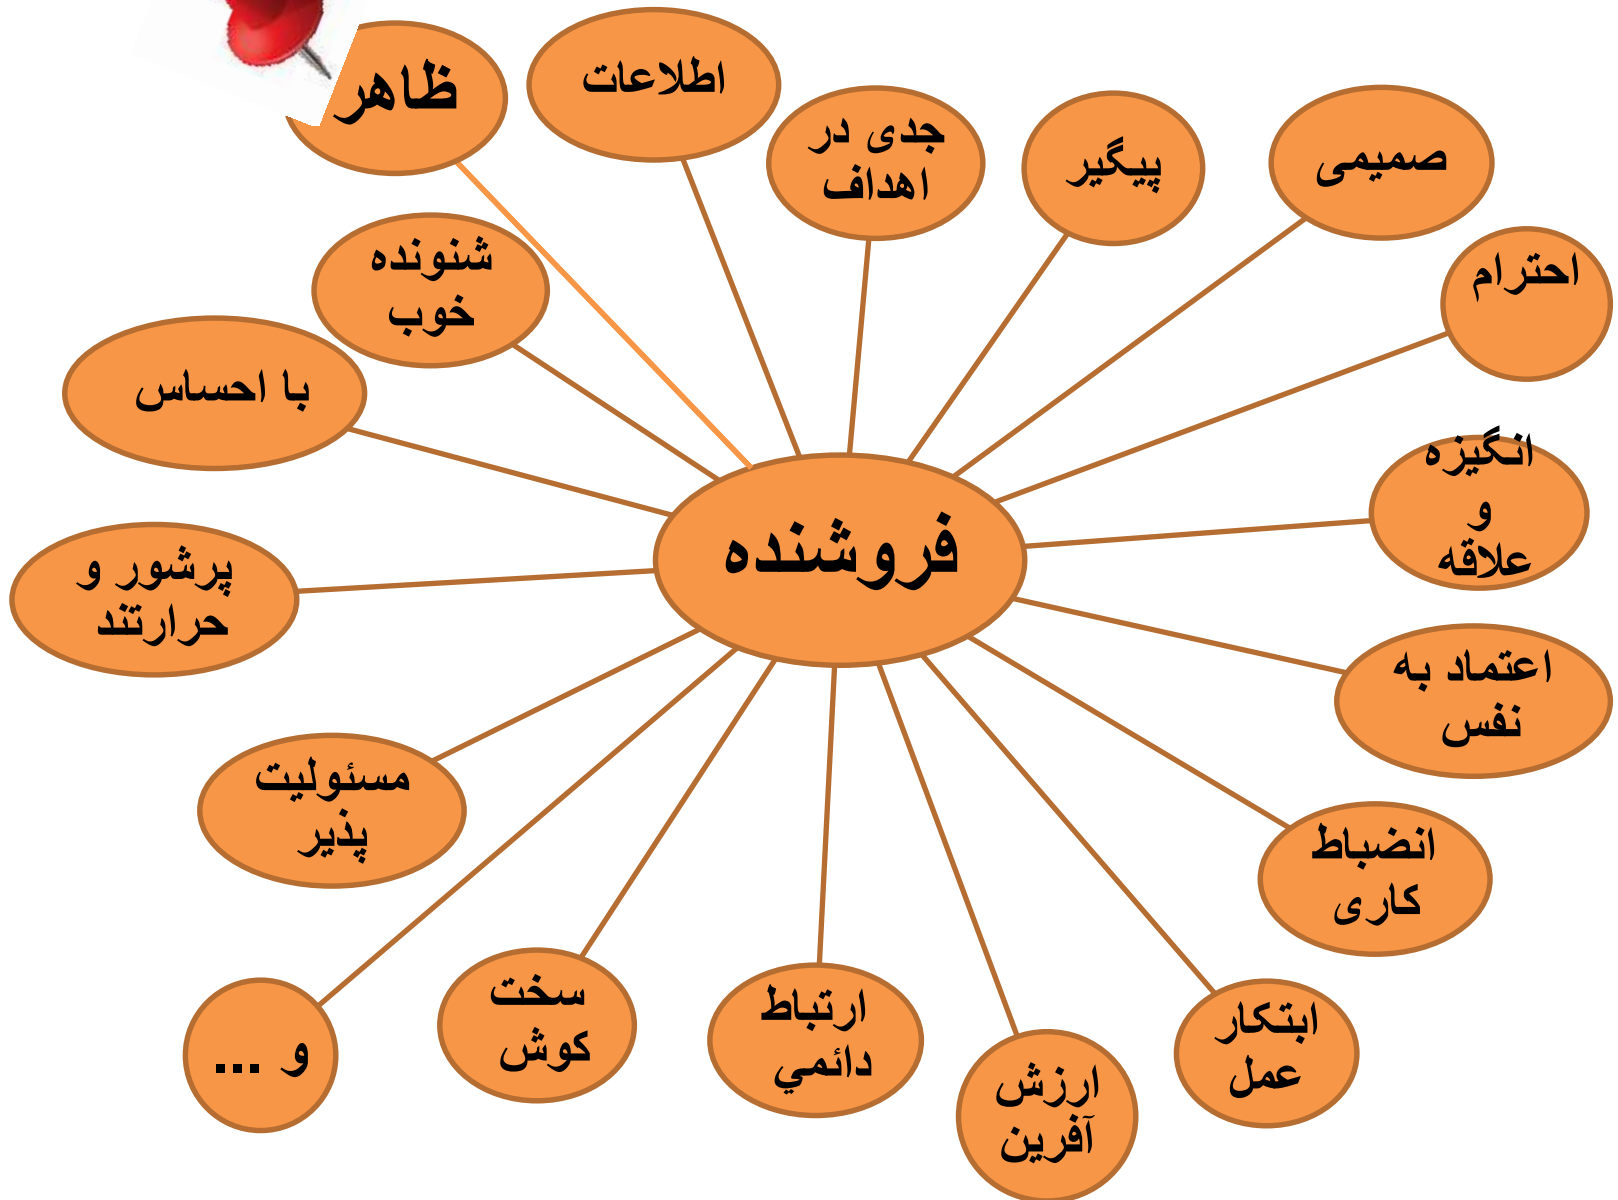 ظاهر
اطلاعات
جدی در
اهداف
پیگیر
صمیمی
احترام
شنونده
خوب
با احساس
انگیزه
و
علاقه
فروشنده
پرشور و
حرارتند
اعتماد به
نفس
مسئولیت
پذیر
انضباط
کاری
سخت
کوش
ارتباط
دائمي
ابتکار
عمل
و ...
ارزش
آفرین